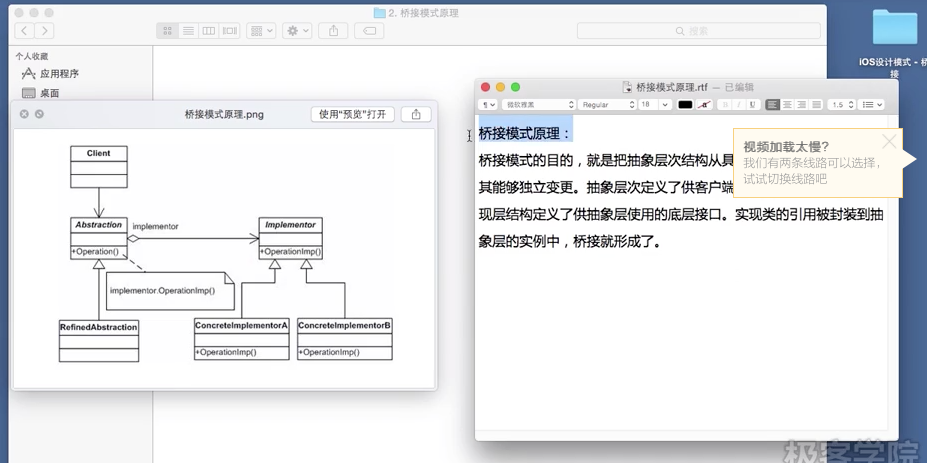 2. 桥接模式原理
搜索
个人收藏
应用程序
桌面
iOS设计模式 - 桥
接
桥接模式原理.png
使用“预览”打开
Client
Abstraction
+Operation()
implementor
Implementor
+OperationImp()
implementor.OperationImp()
RefinedAbstraction
ConcreteImplementorA
+OperationImp()
ConcreteImplementorB
+OperationImp()
桥接模式原理.rtf — 已编辑
微软雅黑
Regular
18
B I U
1.5
桥接模式原理：
桥接模式的目的，就是把抽象层次结构从具
其能够独立变更。抽象层次定义了供客户端
现层结构定义了供抽象层使用的底层接口。实现类的引用被封装到抽
象层的实例中，桥接就形成了。
视频加载太慢?
我们有两条线路可以选择，
试试切换线路吧
极客学院